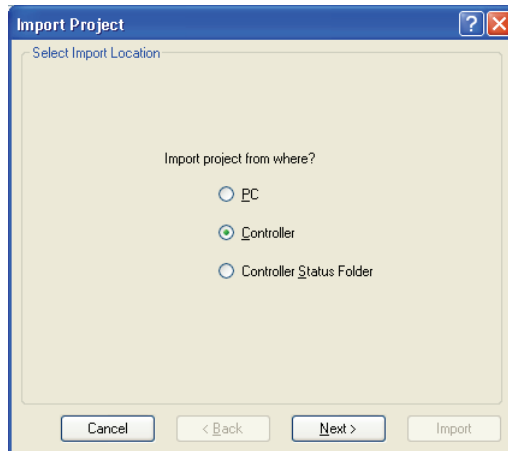 Import Project
Select Import Location
Import project from where?
PC
Controller
Controller Status Folder
Cancel < Back Next > Import